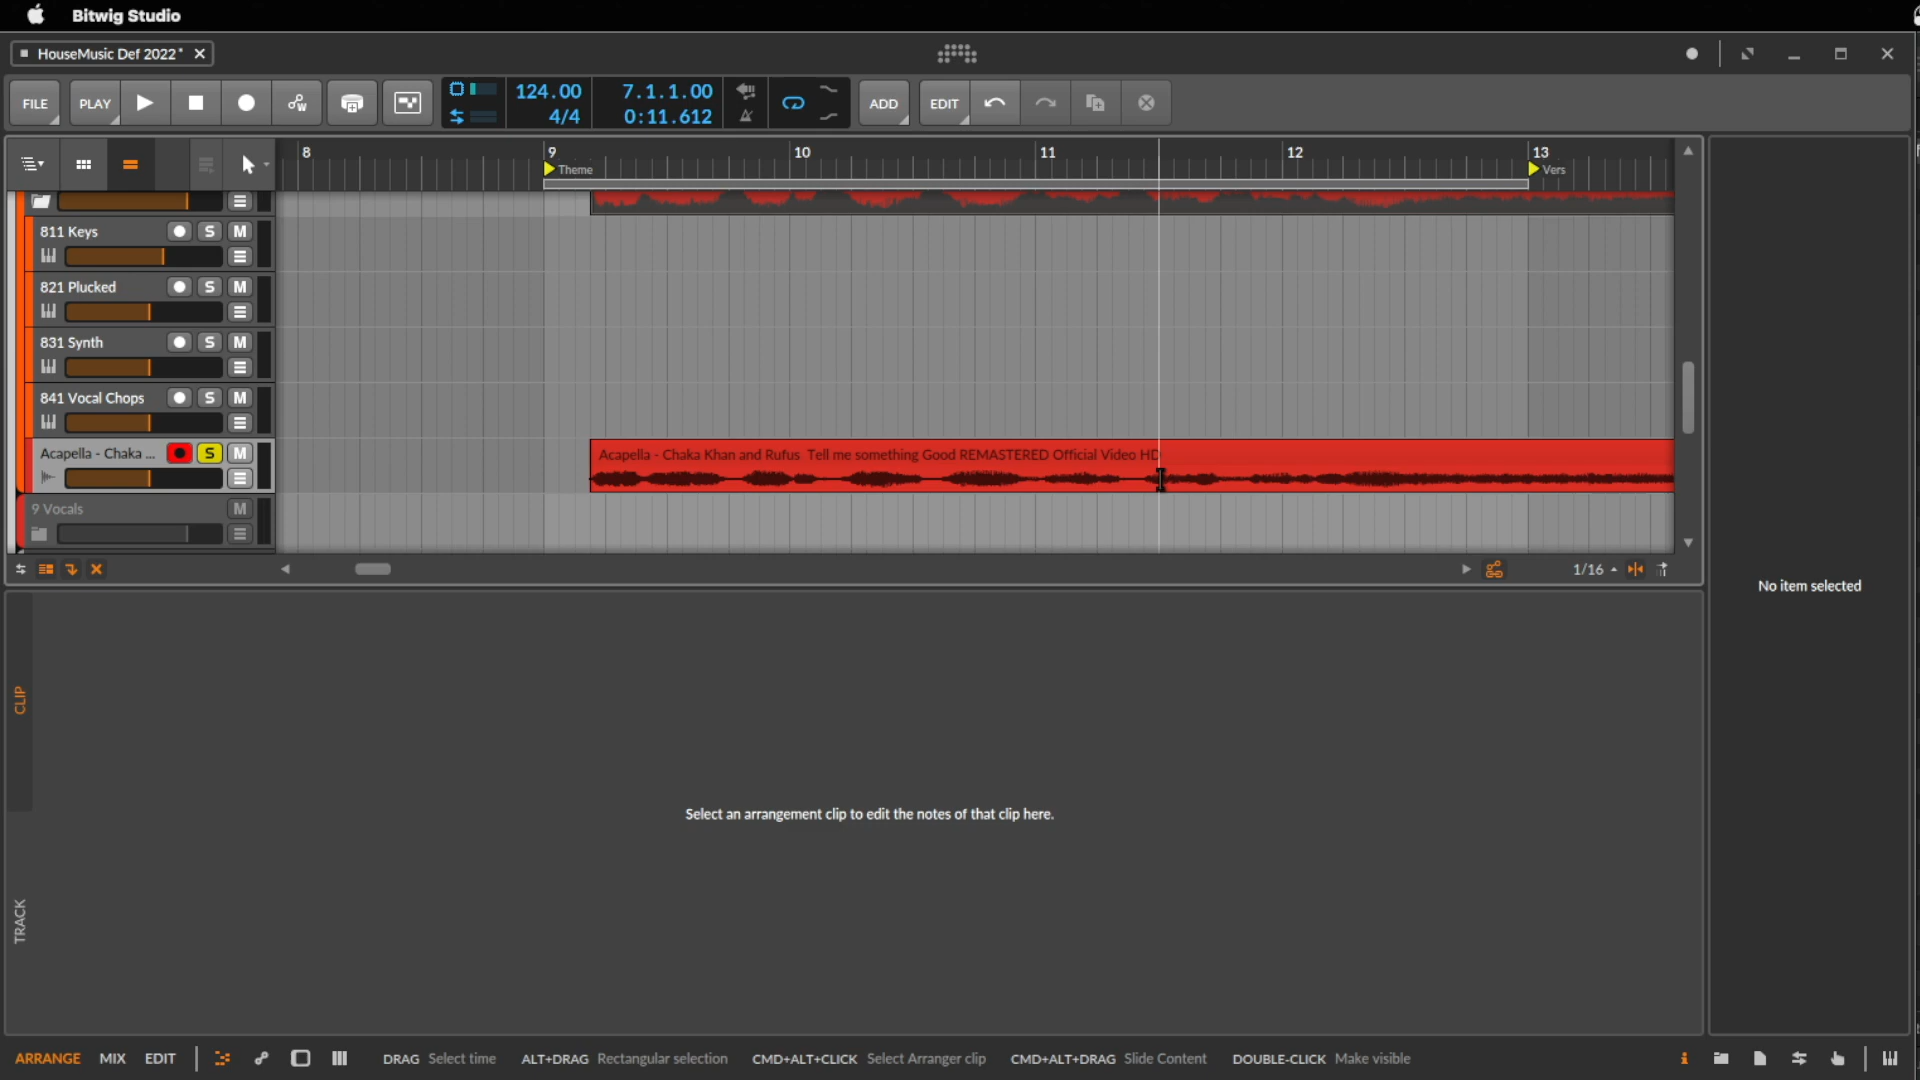 Bitwig Studio
HouseMusic Def 2022*
FILE PLAY 124.00 4/4 7.1.1.00 0:11.612 ADD EDIT
8 9 10 11 12 13
Theme Vers
811 Keys S M
821 Plucked S M
831 Synth S M
841 Vocal Chops S M
Acapella - Chaka ... S M
Acapella - Chaka Khan and Rufus Tell me something Good REMASTERED Official Video HD
9 Vocals M
1/16
No item selected
CLIP
Select an arrangement clip to edit the notes of that clip here.
TRACK
ARRANGE MIX EDIT DRAG Select time ALT+DRAG Rectangular selection CMD+ALT+CLICK Select Arranger clip CMD+ALT+DRAG Slide Content DOUBLE-CLICK Make visible